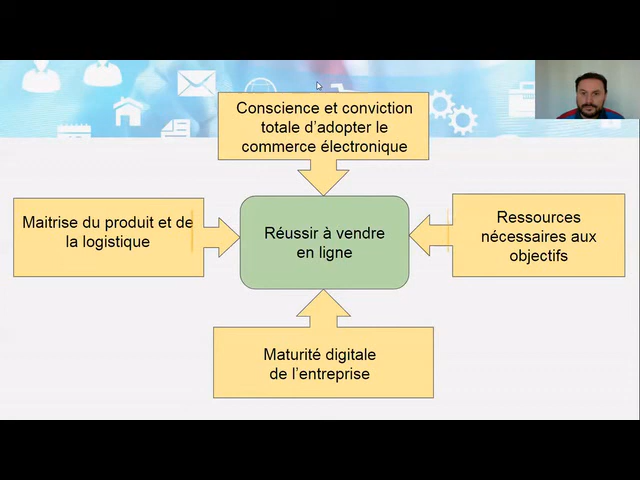 Conscience et conviction
totale d’adopter le
commerce électronique
Maitrise du produit et de
la logistique
Réussir à vendre
en ligne
Ressources
nécessaires aux
objectifs
Maturité digitale
de l’entreprise